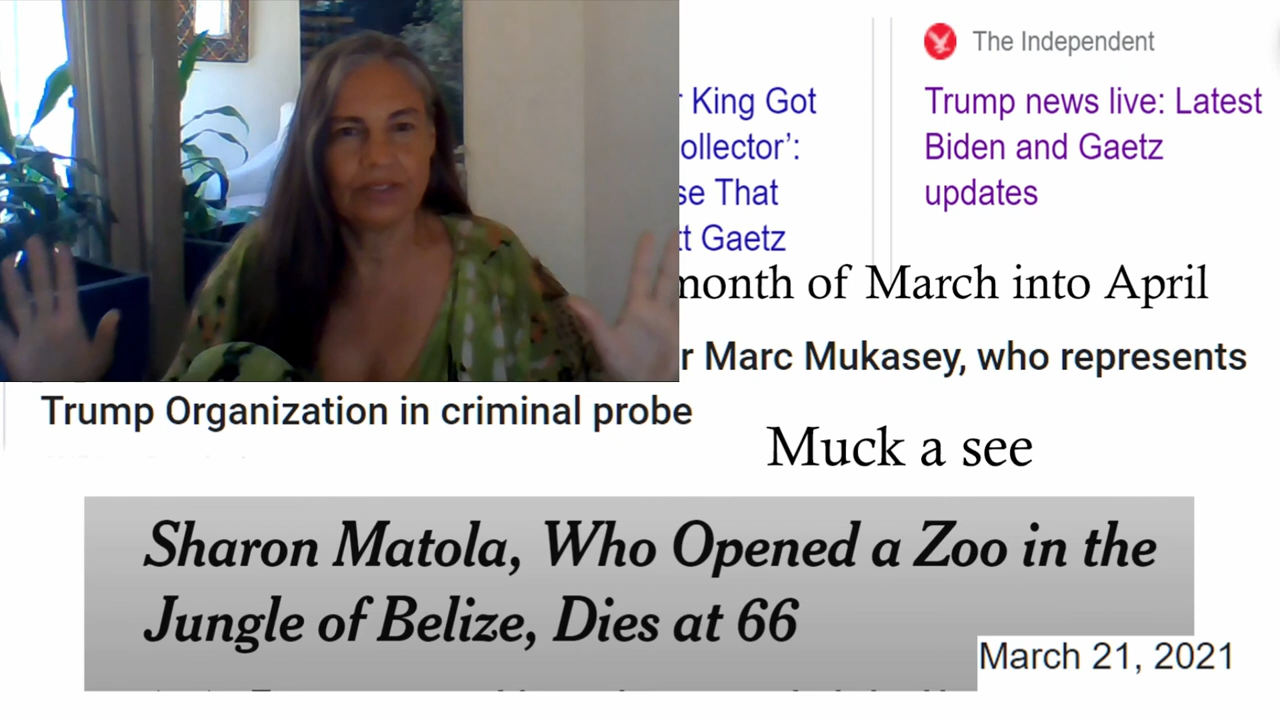 The Independent
r King Got
ollector’:
se That
tt Gaetz
Trump news live: Latest
Biden and Gaetz
updates
month of March into April
r Marc Mukasey, who represents
Trump Organization in criminal probe
Muck a see
Sharon Matola, Who Opened a Zoo in the
Jungle of Belize, Dies at 66
March 21, 2021